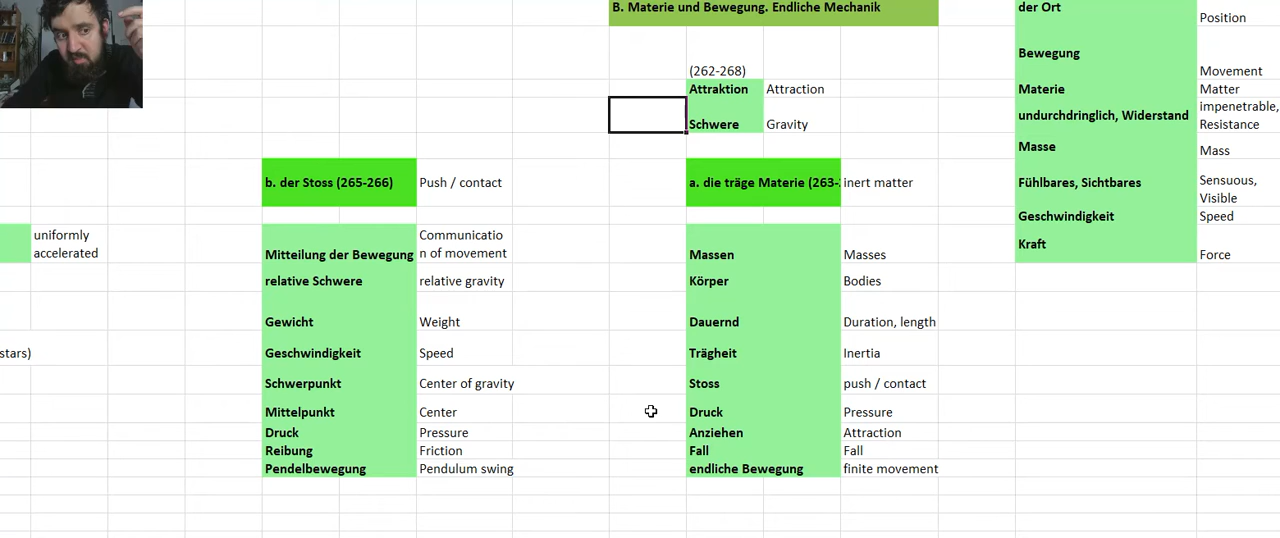 B. Materie und Bewegung. Endliche Mechanik
(262-268)
Attraktion Attraction
Schwere Gravity
der Ort Position
Bewegung Movement
Materie Matter
undurchdringlich, Widerstand impenetrable,
Resistance
Masse Mass
Fühlbares, Sichtbares Sensuous,
Visible
Geschwindigkeit Speed
Kraft Force
b. der Stoss (265-266) Push / contact
a. die träge Materie (263- inert matter
uniformly
accelerated
Mitteilung der Bewegung Communicatio
n of movement
relative Schwere relative gravity
Gewicht Weight
Geschwindigkeit Speed
Schwerpunkt Center of gravity
Mittelpunkt Center
Druck Pressure
Reibung Friction
Pendelbewegung Pendulum swing
Massen Masses
Körper Bodies
Dauernd Duration, length
Trägheit Inertia
Stoss push / contact
Druck Pressure
Anziehen Attraction
Fall Fall
endliche Bewegung finite movement
stars)